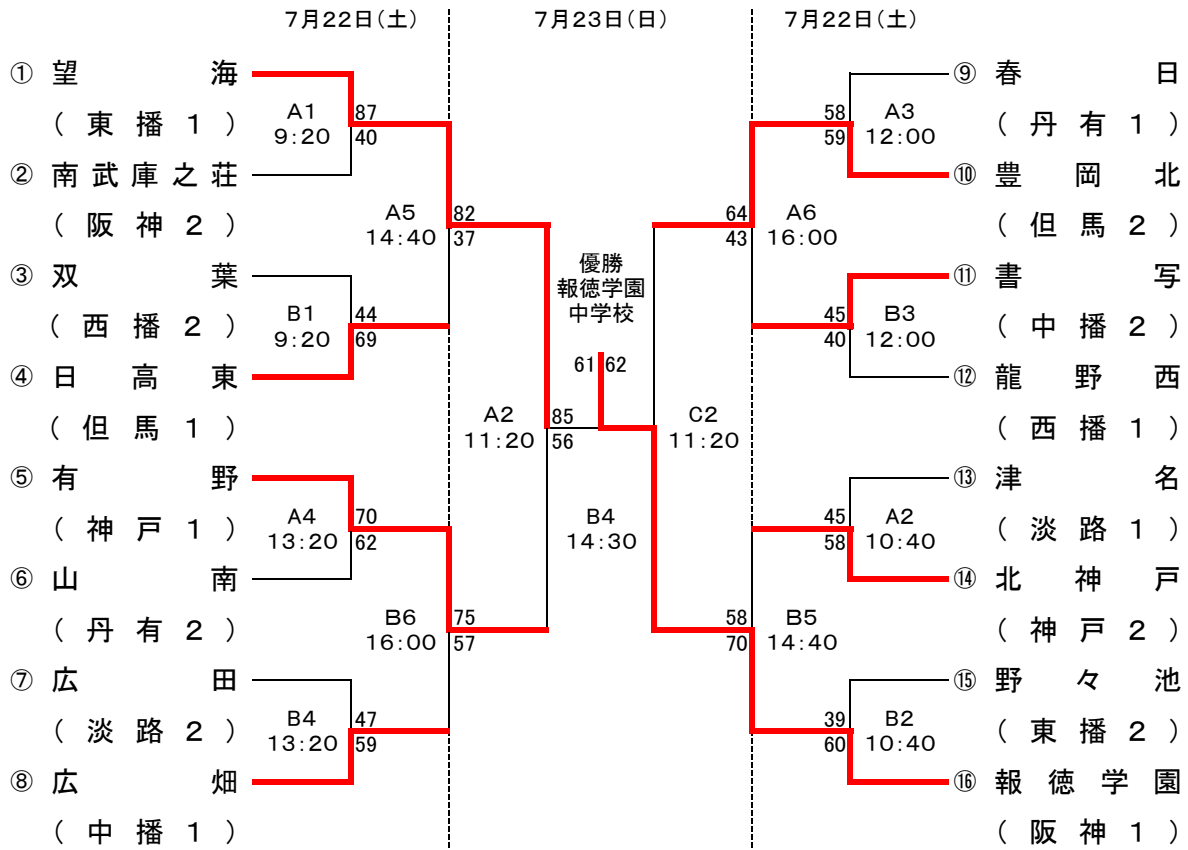 7月22日(土) 7月23日(日) 7月22日(土)
① 望海
(東播1)
A1
9:20
87
40
② 南武庫之荘
(阪神2)
A5
14:40
82
37
③ 双葉
(西播2)
B1
9:20
44
69
④ 日高東
(但馬1)
A2
11:20
85
56
⑤ 有野
(神戸1)
A4
13:20
70
62
⑥ 山南
(丹有2)
B6
16:00
75
57
⑦ 広田
(淡路2)
B4
13:20
47
59
⑧ 広畑
(中播1)
優勝
報徳学園
中学校
61 62
B4
14:30
⑨ 春日
(丹有1)
58
59
A3
12:00
⑩ 豊岡北
(但馬2)
64
43
A6
16:00
⑪ 書写
(中播2)
45
40
B3
12:00
⑫ 龍野西
(西播1)
C2
11:20
⑬ 津名
(淡路1)
45
58
A2
10:40
⑭ 北神戸
(神戸2)
58
70
B5
14:40
⑮ 野々池
(東播2)
39
60
B2
10:40
⑯ 報徳学園
(阪神1)